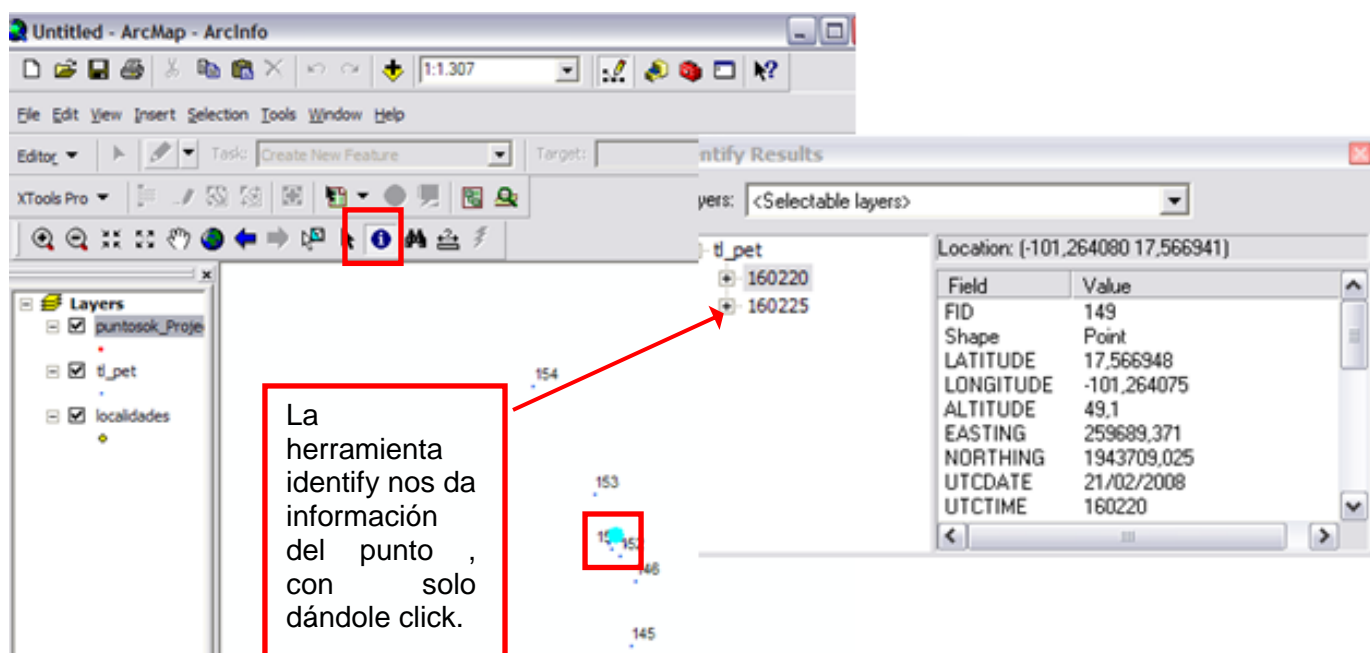 Untitled - ArcMap - ArcInfo
1:1.307
File Edit View Insert Selection Tools Window Help
Editor Task: Create New Feature Target:
XTools Pro
Layers
puntosok_Proje
tl_pet
localidades
154
153
152
146
145
La
herramienta
identify nos da
información
del punto ,
con solo
dándole click.
ntify Results
yers: <Selectable layers>
tl_pet
160220
160225
Location: (-101,264080 17,566941)
Field Value
FID 149
Shape Point
LATITUDE 17,566948
LONGITUDE -101,264075
ALTITUDE 49,1
EASTING 259689,371
NORTHING 1943709,025
UTCDATE 21/02/2008
UTCTIME 160220